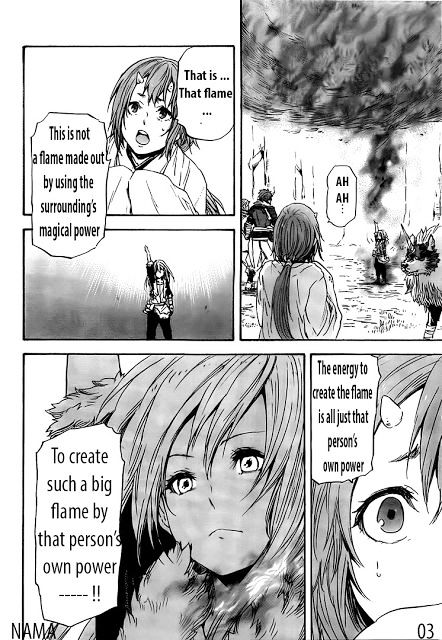 AH
AH
...
That is ...
That flame
...
This is not
a flame made out
by using the
surrounding's
magical power
The energy to
create the flame
is all just that
person's
own power
To create
such a big
flame by
that person's
own power
----- !!
NAMA
03